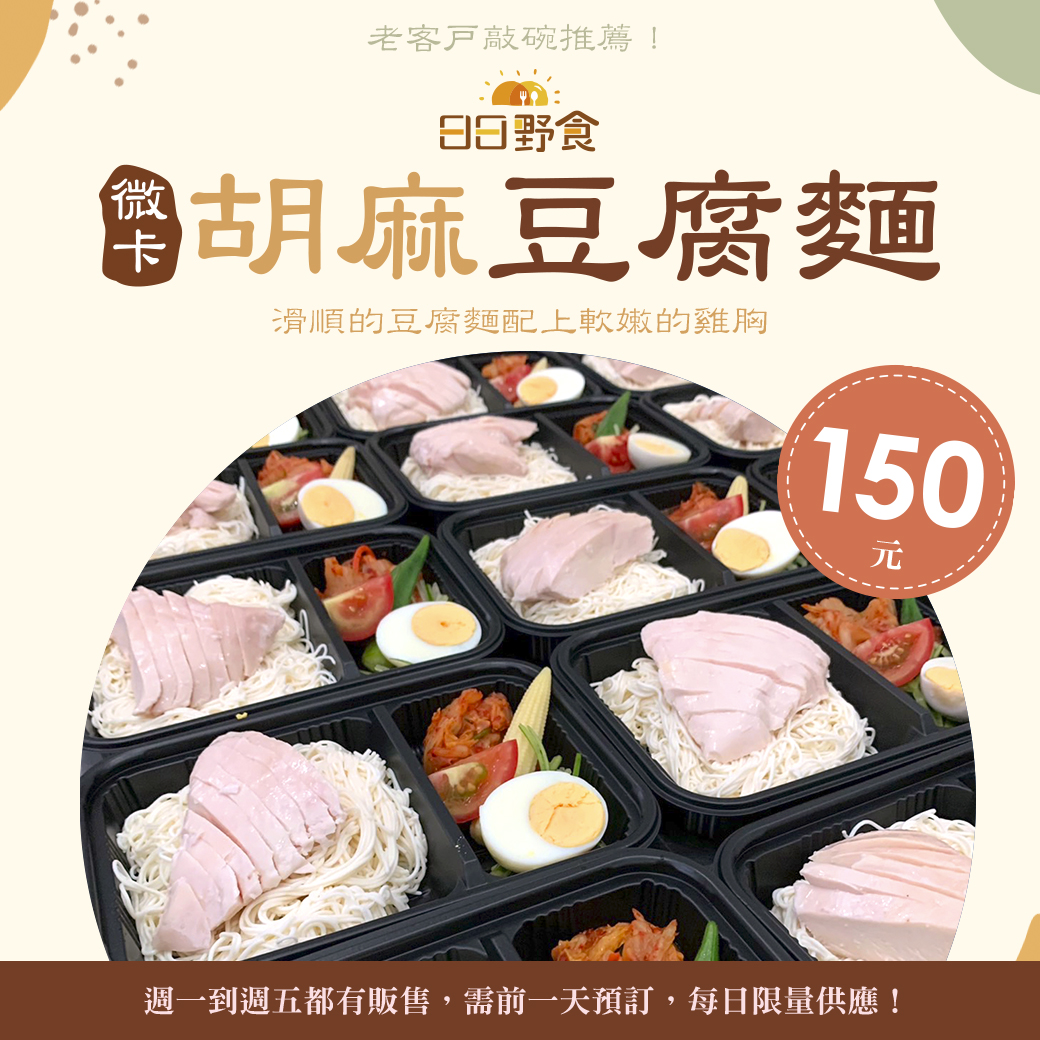 老客戶敲碗推薦！
日日野食
微卡 胡麻豆腐麵
滑順的豆腐麵配上軟嫩的雞胸
150
元
週一到週五都有販售，需前一天預訂，每日限量供應！